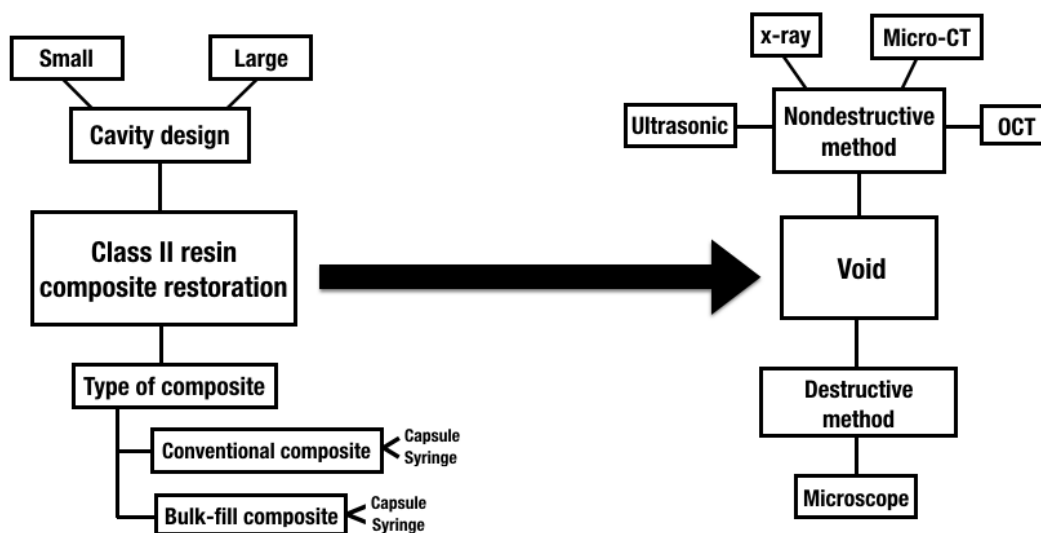 Small
Large
Cavity design
Class II resin
composite restoration
Type of composite
Conventional composite
Capsule
Syringe
Bulk-fill composite
Capsule
Syringe
x-ray
Micro-CT
Ultrasonic
Nondestructive
method
OCT
Void
Destructive
method
Microscope